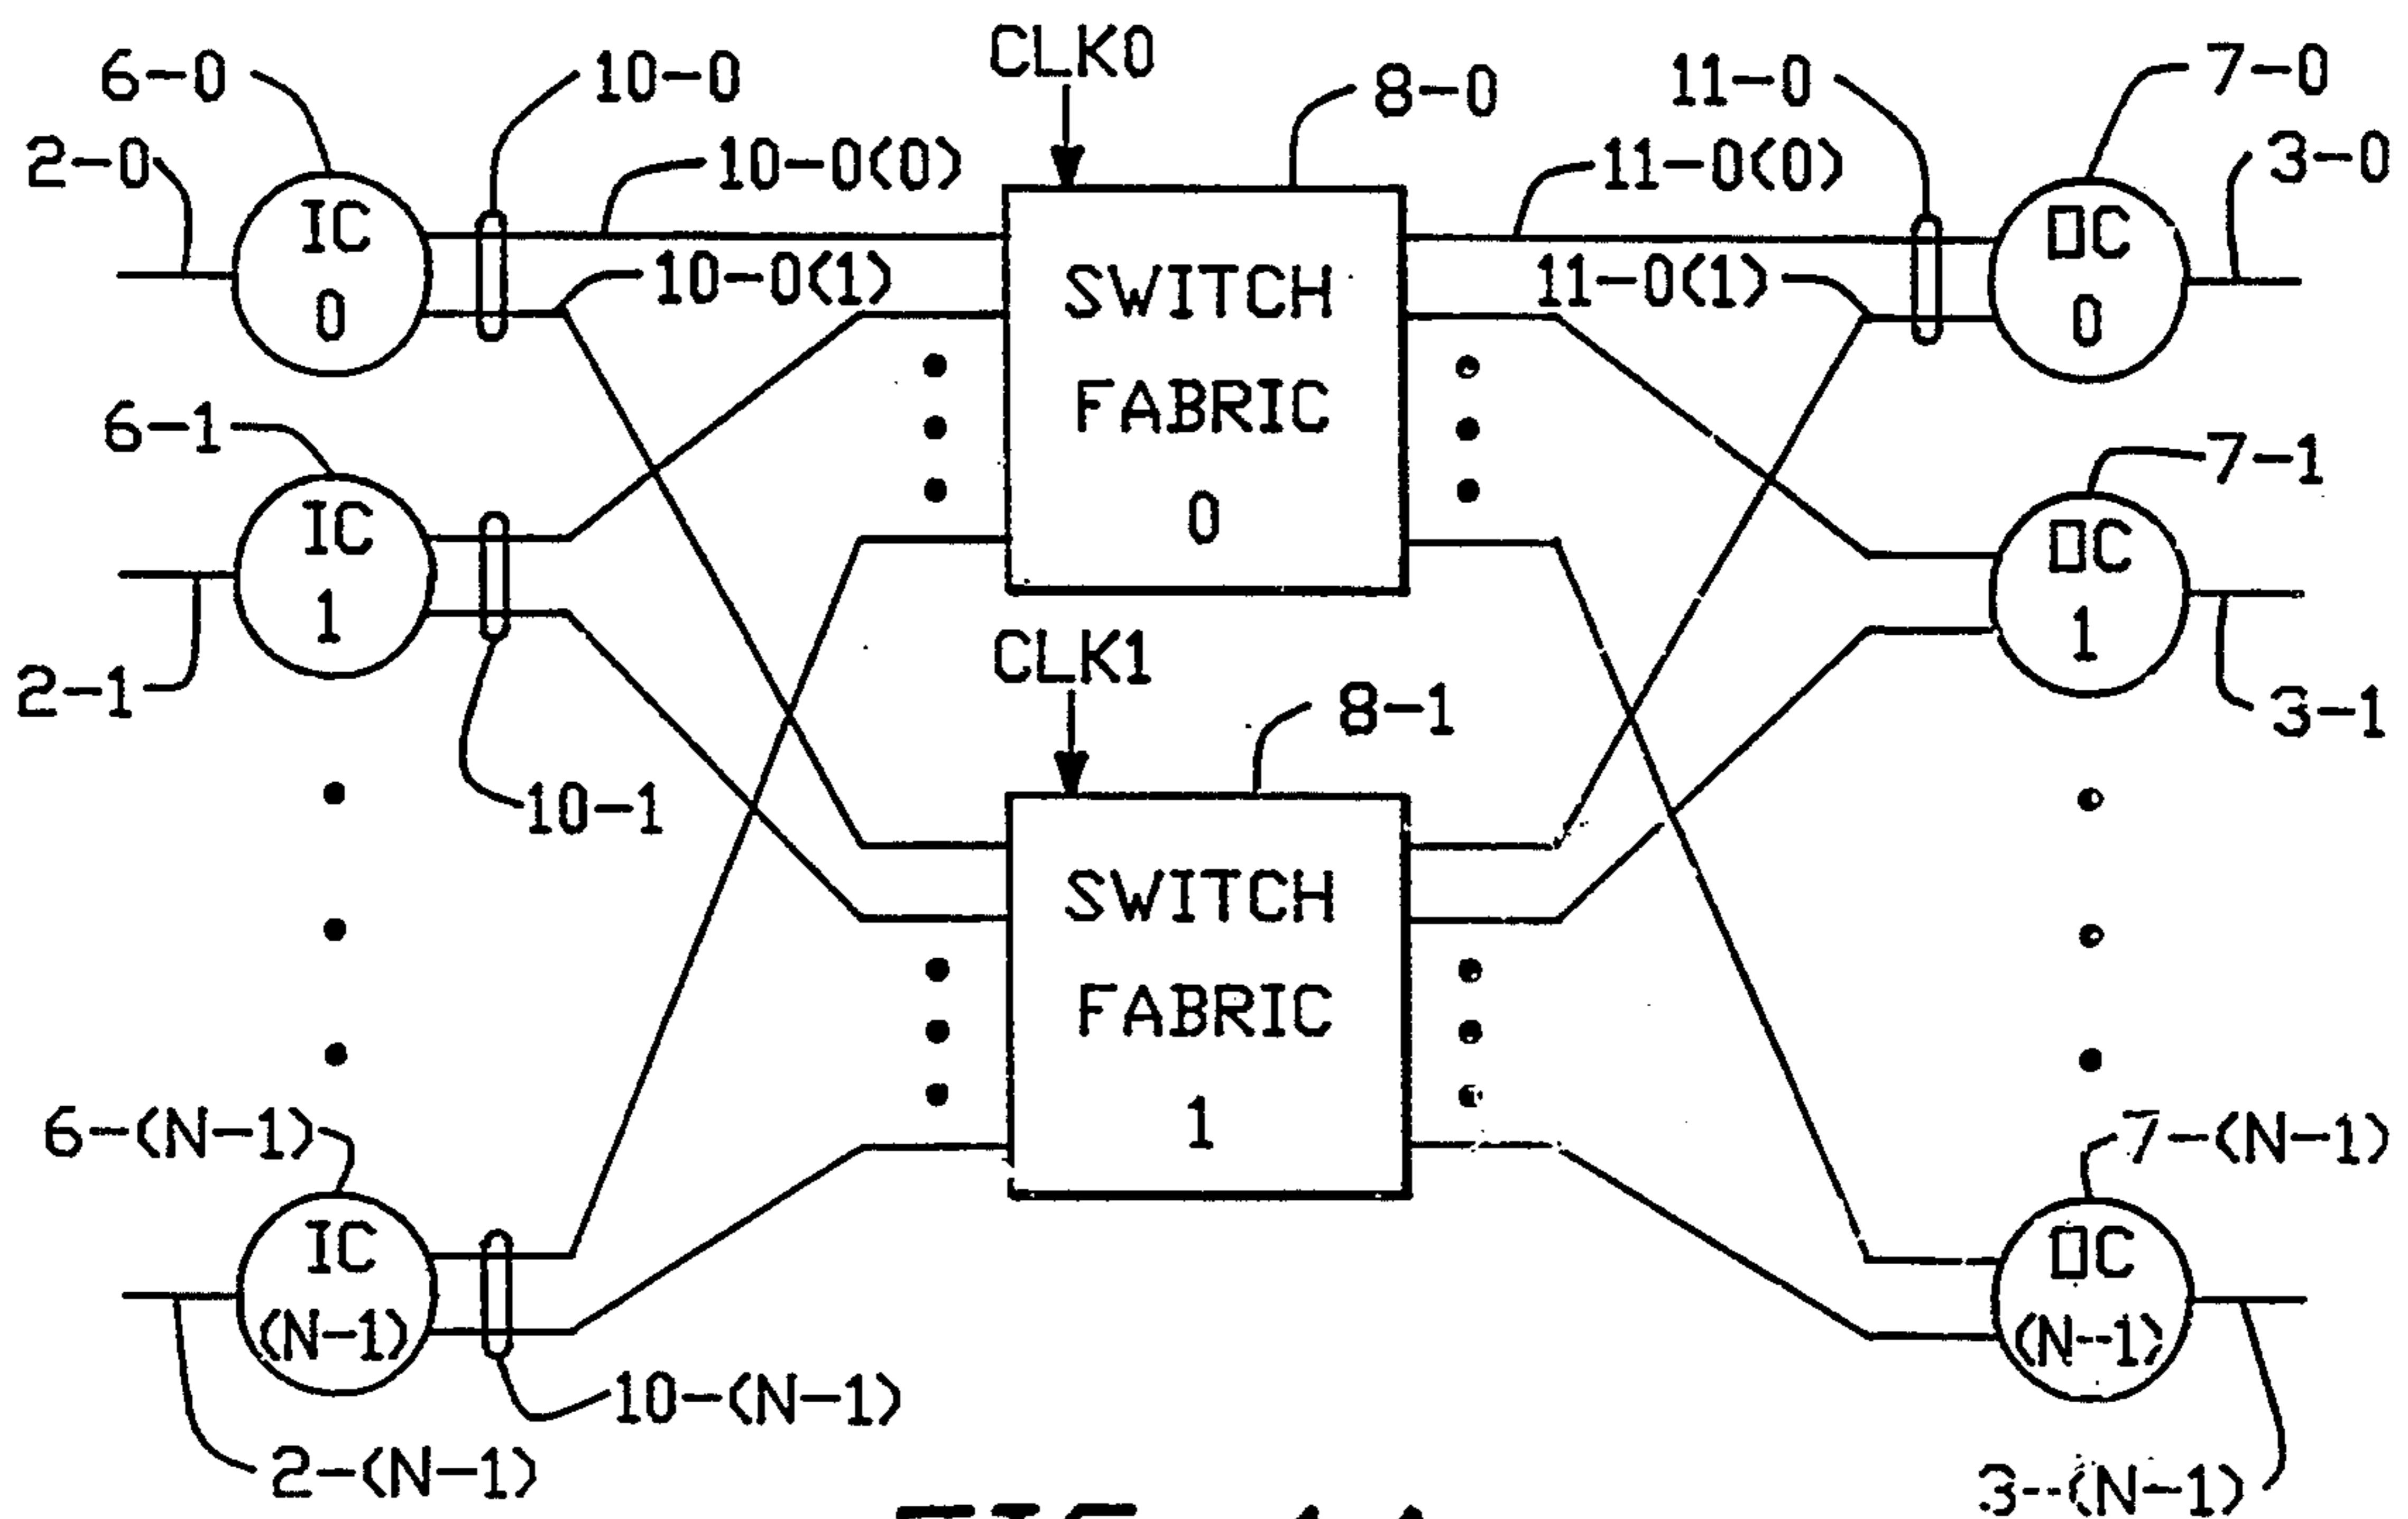 CLK0
6-0
10-0
8-0
11-0
7-0
2-0
10-0(0)
11-0(0)
3-0
IC
0
10-0(1)
SWITCH
FABRIC
0
11-0(1)
OC
0
6-1
7-1
IC
1
OC
1
2-1
CLK1
8-1
3-1
10-1
SWITCH
FABRIC
1
6-(N-1)
7-(N-1)
IC
(N-1)
OC
(N--1)
10-(N-1)
2-(N-1)
3--(N-1)